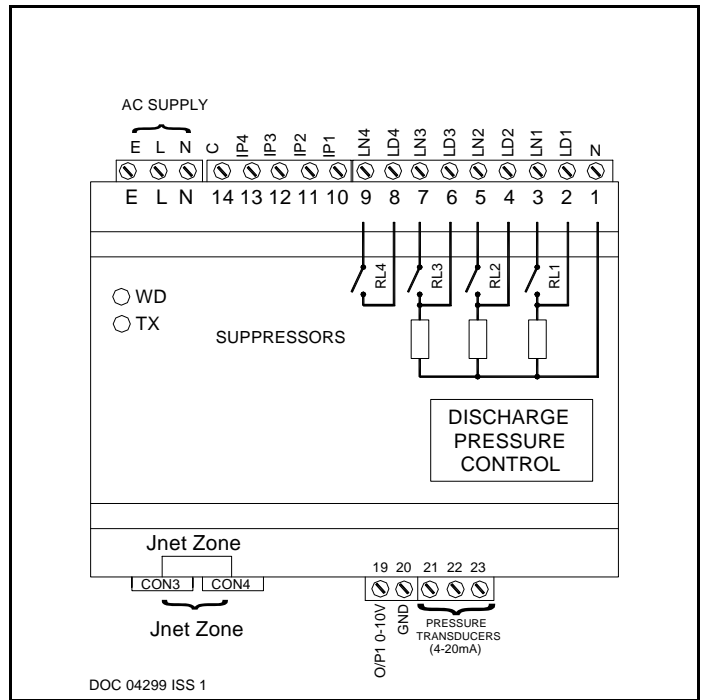 AC SUPPLY
E L N C IP4 IP3 IP2 IP1 LN4 LD4 LN3 LD3 LN2 LD2 LN1 LD1 N
E L N 14 13 12 11 10 9 8 7 6 5 4 3 2 1
RL4 RL3 RL2 RL1
WD
TX
SUPPRESSORS
DISCHARGE
PRESSURE
CONTROL
Jnet Zone
CON3 CON4
Jnet Zone
19 20 21 22 23
O/P1 0-10V
GND
PRESSURE
TRANSDUCERS
(4-20mA)
DOC 04299 ISS 1